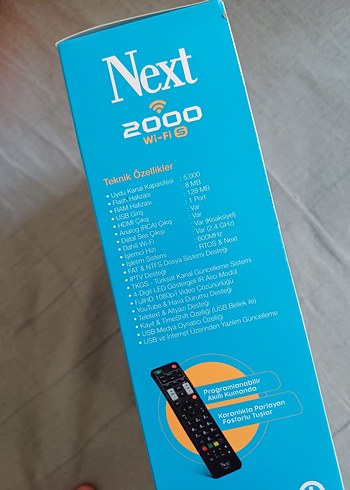 Next
2000
Wi-Fi S
Teknik Özellikler
• Uydu Kanal Kapasitesi : 5.000
• Flash Hafızası : 8 MB
• RAM Hafızası : 128 MB
• USB Giriş : 1 Port
• HDMI Çıkış : Var
• Analog (RCA) Çıkış : Var
• Dijital Ses Çıkışı : Var (Koaksiyel)
• Dahili Wi-Fi : Var (2.4 GHz)
• İşlemci Hızı : 600MHz
• İşletim Sistemi : RTOS & Next
• FAT & NTFS Dosya Sistemi Desteği
• IPTV Desteği
• TKGS : Türksat Kanal Güncelleme Sistemi
• 4-Digit LED Göstergeli IR Alıcı Modül
• FullHD 1080p Video Çözünürlüğü
• YouTube & Hava Durumu Desteği
• Teletext & Altyazı Desteği
• Kayıt & TimeShift Özelliği (USB Bellek ile)
• USB Medya Oynatıcı Özelliği
• USB ve İnternet Üzerinden Yazılım Güncelleme
Programlanabilir
Akıllı Kumanda
Karanlıkta Parlayan
Fosforlu Tuşlar
Next